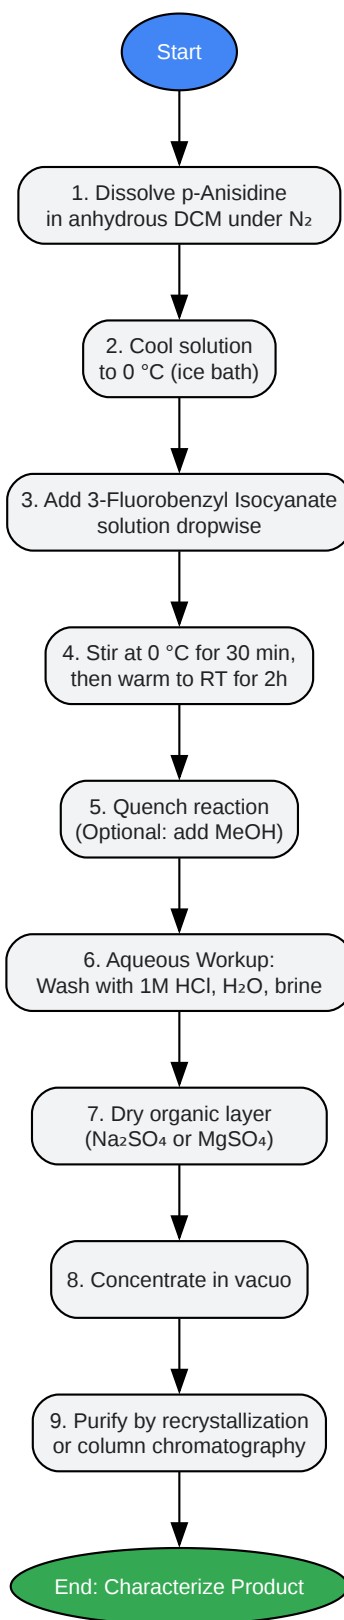 Start
1. Dissolve p-Anisidine
in anhydrous DCM under N₂
2. Cool solution
to 0 °C (ice bath)
3. Add 3-Fluorobenzyl Isocyanate
solution dropwise
4. Stir at 0 °C for 30 min,
then warm to RT for 2h
5. Quench reaction
(Optional: add MeOH)
6. Aqueous Workup:
Wash with 1M HCl, H₂O, brine
7. Dry organic layer
(Na₂SO₄ or MgSO₄)
8. Concentrate in vacuo
9. Purify by recrystallization
or column chromatography
End: Characterize Product